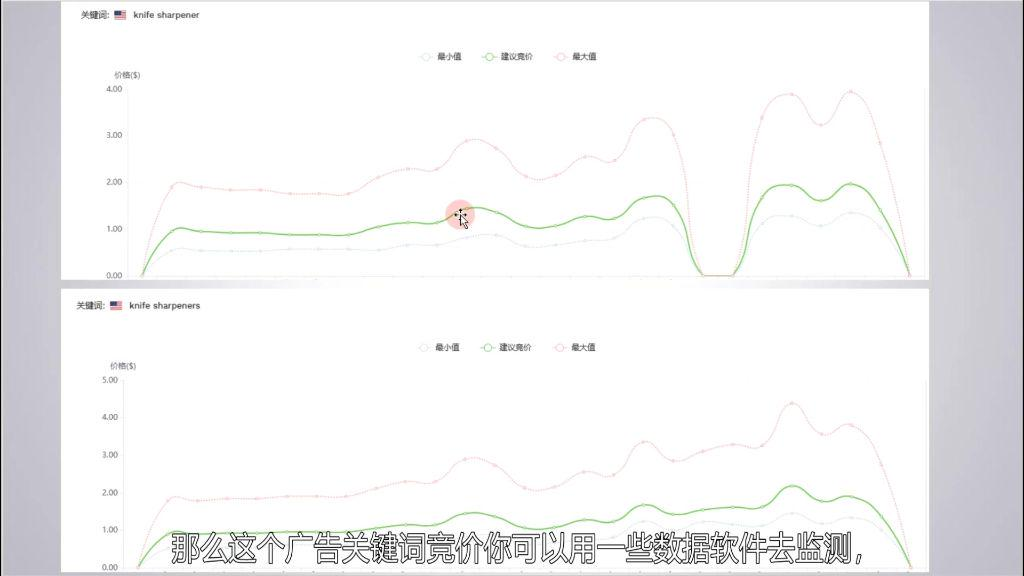 关键词: knife sharpener
最小值 建议竞价 最大值
价格($)
4.00
3.00
2.00
1.00
0.00
关键词: knife sharpeners
最小值 建议竞价 最大值
价格($)
5.00
4.00
3.00
2.00
1.00
0.00
那么这个广告关键词竞价你可以用一些数据软件去监测,